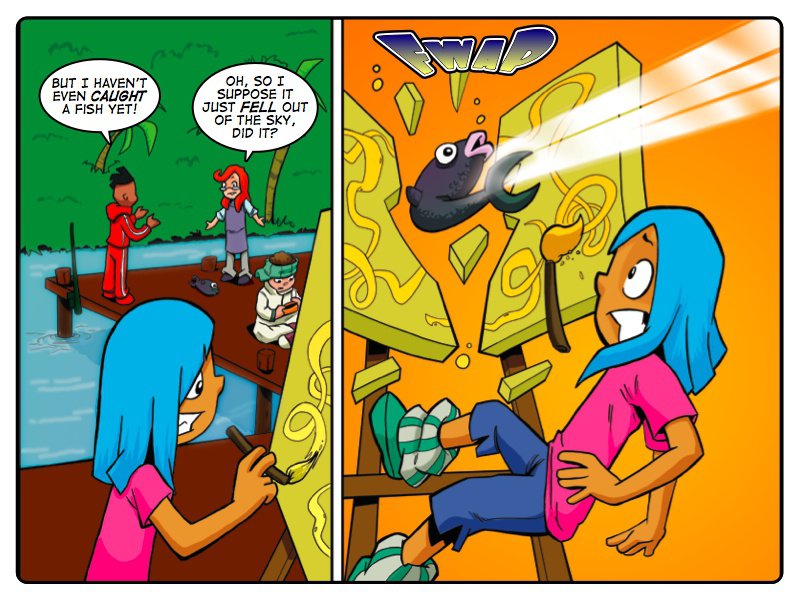 BUT I HAVEN'T
EVEN CAUGHT
A FISH YET!
OH, SO I
SUPPOSE IT
JUST FELL OUT
OF THE SKY,
DID IT?
FWAP